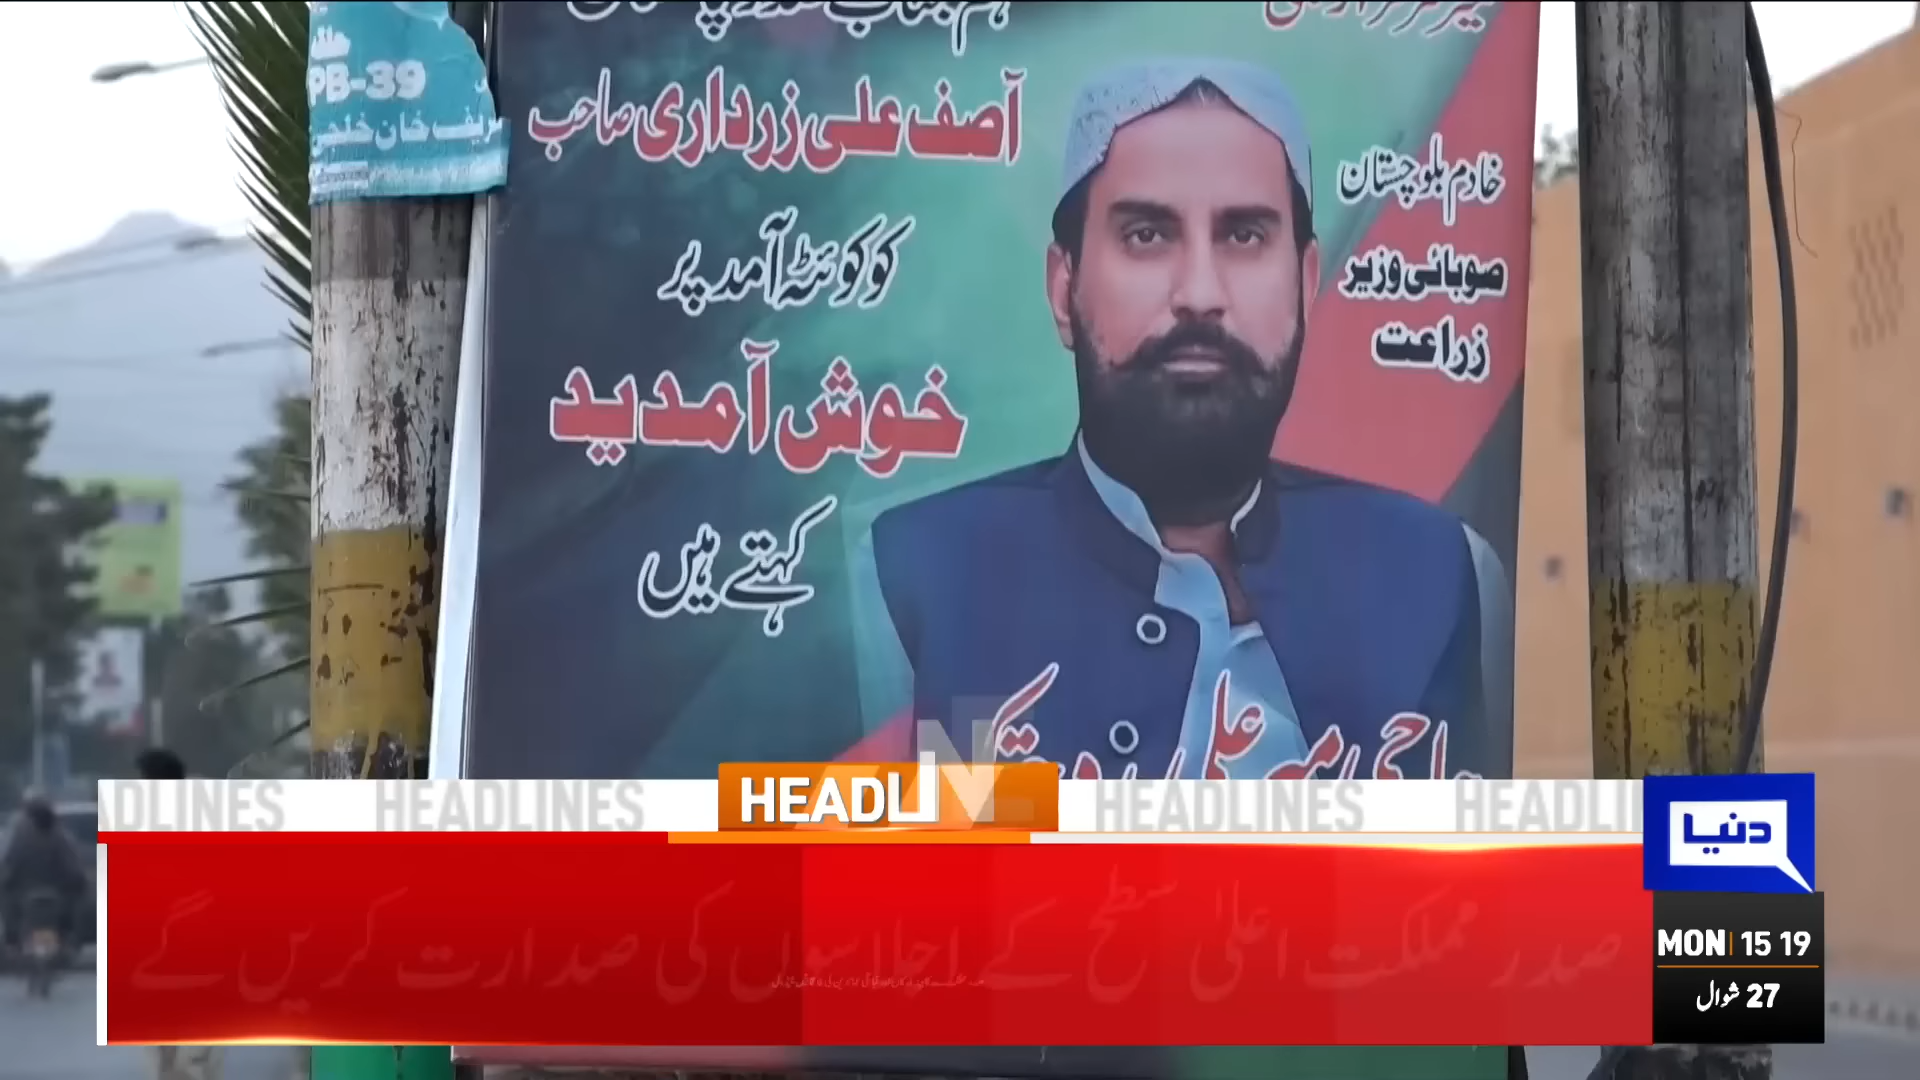 حلقہ
PB-39
آصف علی زرداری صاحب
کو کوئٹہ آمد پر
خوش آمدید
کہتے ہیں
خادم بلوچستان
صوبائی وزیر
زراعت
HEADLINES
HEADLINES
HEADLINES
دنیا
صدر مملکت اعلیٰ سطح کے اجلاسوں کی صدارت کریں گے
MON 15 19
27 شوال